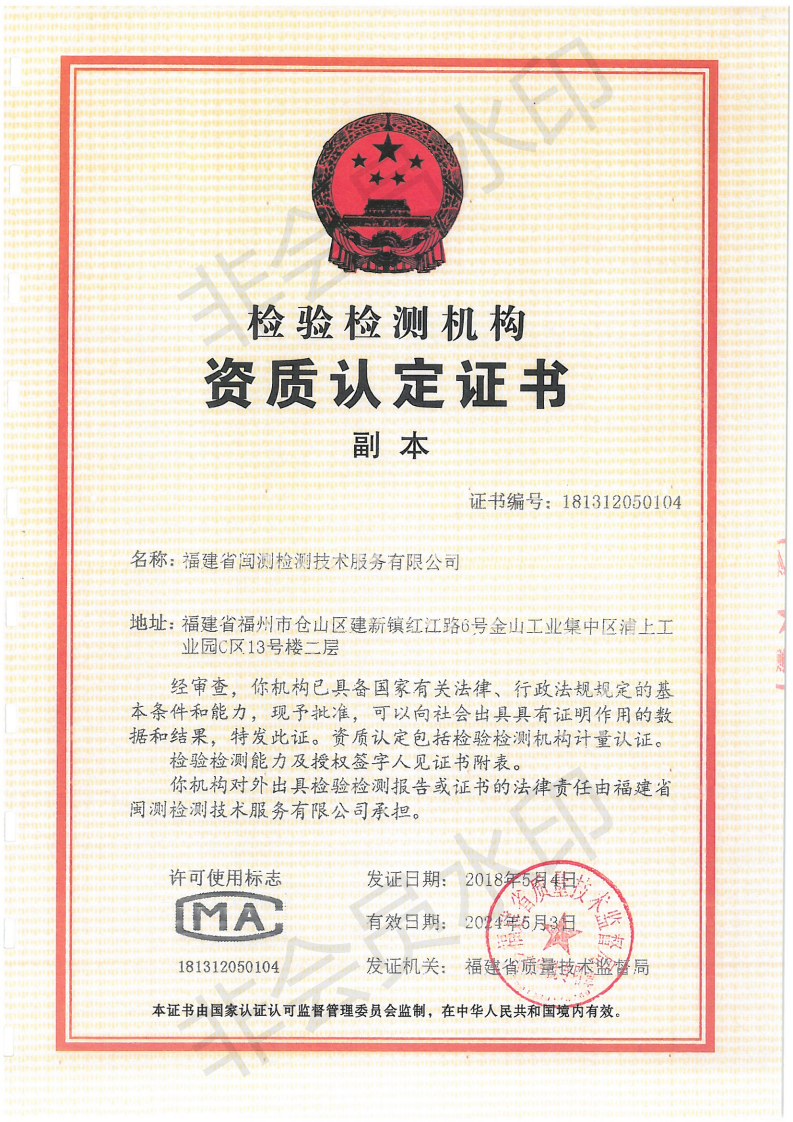 检验检测机构
资质认定证书
副本
证书编号：181312050104
名称：福建省闽测检测技术服务有限公司
地址：福建省福州市仓山区建新镇红江路6号金山工业集中区浦上工
业园C区13号楼二层
经审查，你机构已具备国家有关法律、行政法规规定的基
本条件和能力，现予批准，可以向社会出具具有证明作用的数
据和结果，特发此证。资质认定包括检验检测机构计量认证。
检验检测能力及授权签字人见证书附表。
你机构对外出具检验检测报告或证书的法律责任由福建省
闽测检测技术服务有限公司承担。
许可使用标志
MA
181312050104
发证日期：2018年5月4日
有效日期：2024年5月3日
发证机关：福建省质量技术监督局
福建省质量技术监督局
本证书由国家认证认可监督管理委员会监制，在中华人民共和国境内有效。
非会员水印
非会员水印